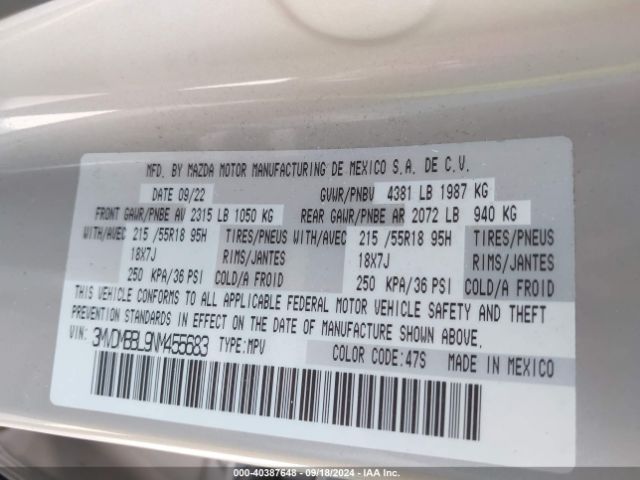 MFD. BY MAZDA MOTOR MANUFACTURING DE MEXICO S.A. DE C.V.
DATE 09/22 GVWR/PNBV 4381 LB 1987 KG
FRONT GAWR/PNBE AV 2315 LB 1050 KG REAR GAWR/PNBE AR 2072 LB 940 KG
WITH/AVEC 215 /55R18 95H TIRES/PNEUS WITH/AVEC 215 /55R18 95H TIRES/PNEUS
18X7J RIMS/JANTES 18X7J RIMS/JANTES
250 KPA/36 PSI COLD/A FROID 250 KPA/36 PSI COLD/A FROID
THIS VEHICLE CONFORMS TO ALL APPLICABLE FEDERAL MOTOR VEHICLE SAFETY AND THEFT
PREVENTION STANDARDS IN EFFECT ON THE DATE OF MANUFACTURE SHOWN ABOVE.
VIN: 3MVDMBBL9NM455683 TYPE:MPV COLOR CODE:47S MADE IN MEXICO
000-40387648 - 09/18/2024 - IAA Inc.